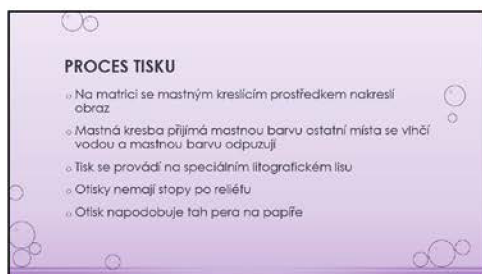 PROCES TISKU
Na matrici se mastným kreslícím prostředkem nakreslí
obraz
Mastná kresba přijímá mastnou barvu ostatní místa se vlhčí
vodou a mastnou barvu odpuzují
Tisk se provádí na speciálním litografickém lisu
Otisky nemají stopy po reliéfu
Otisk napodobuje tah pera na papíře